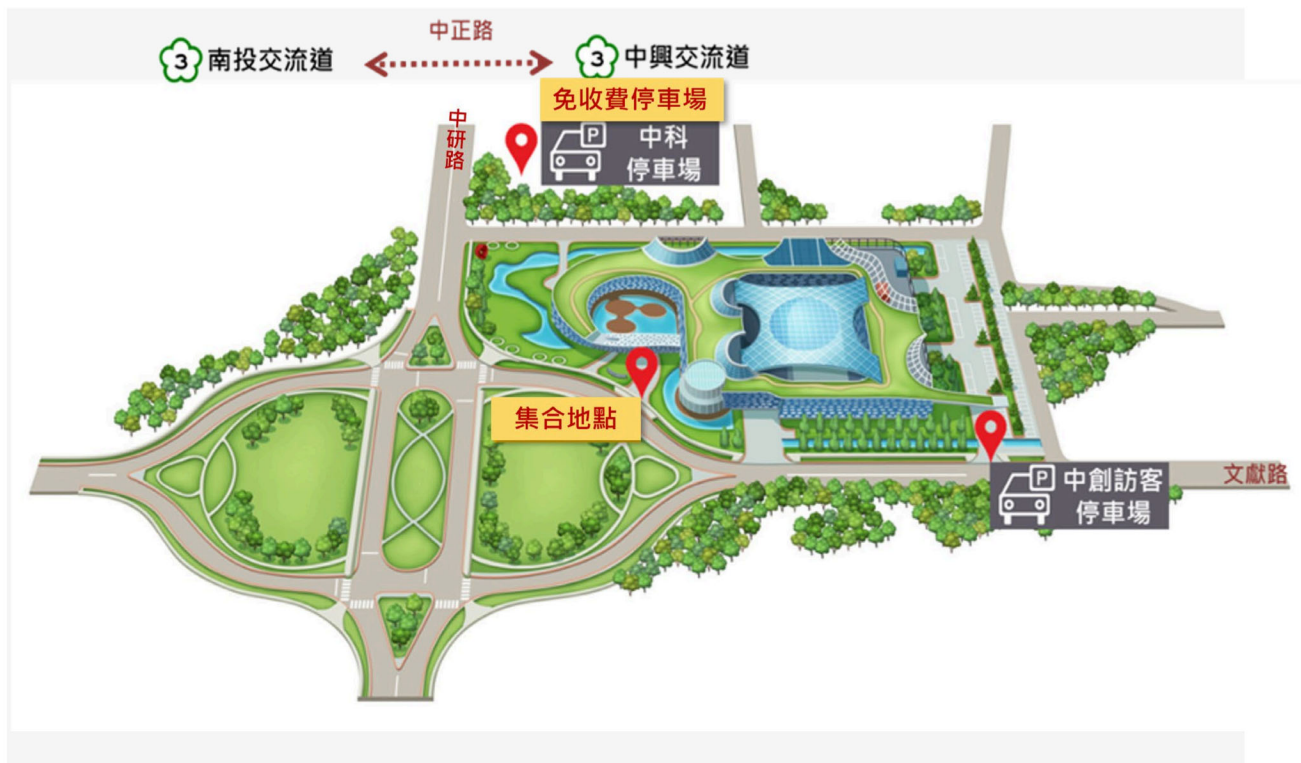 中正路
3 南投交流道
3 中興交流道
免收費停車場
中研路
P
中科
停車場
集合地點
文獻路
P
中創訪客
停車場